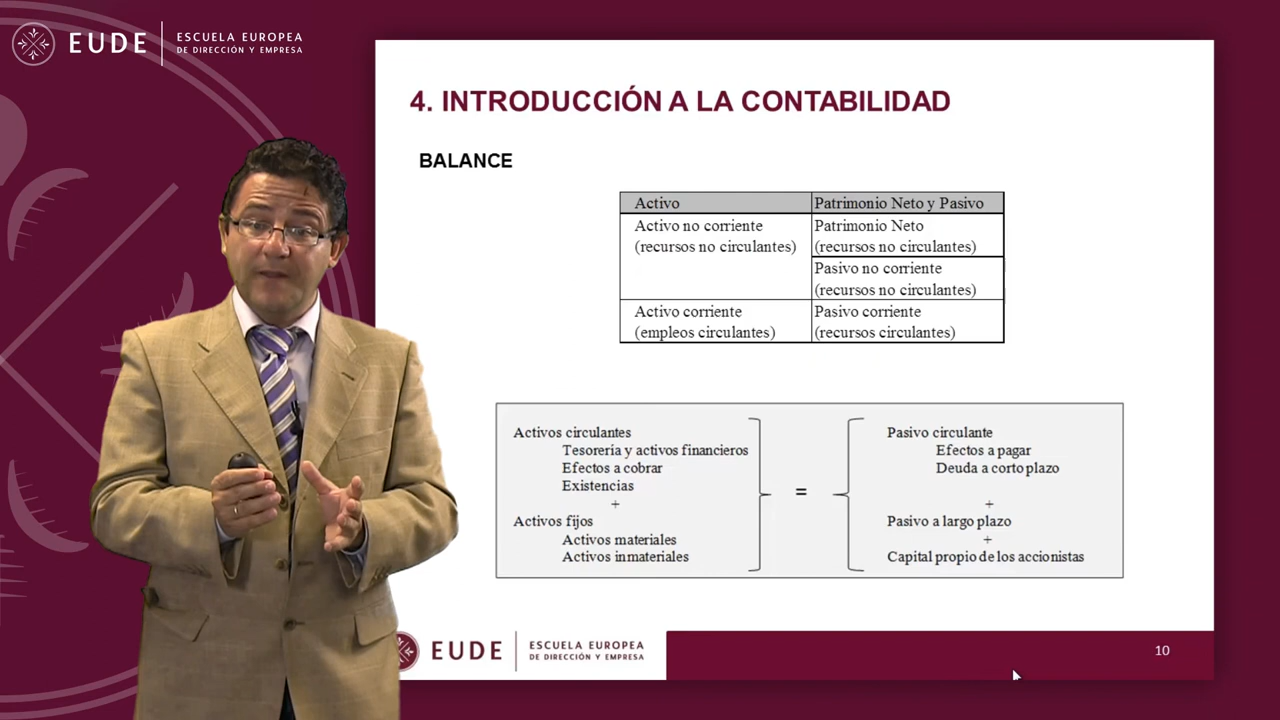 EUDE
ESCUELA EUROPEA
DE DIRECCIÓN Y EMPRESA
4. INTRODUCCIÓN A LA CONTABILIDAD
BALANCE
Activo
Patrimonio Neto y Pasivo
Activo no corriente
(recursos no circulantes)
Patrimonio Neto
(recursos no circulantes)
Pasivo no corriente
(recursos no circulantes)
Activo corriente
(empleos circulantes)
Pasivo corriente
(recursos circulantes)
Activos circulantes
Tesorería y activos financieros
Efectos a cobrar
Existencias
+
Activos fijos
Activos materiales
Activos inmateriales
=
Pasivo circulante
Efectos a pagar
Deuda a corto plazo
+
Pasivo a largo plazo
+
Capital propio de los accionistas
EUDE
ESCUELA EUROPEA
DE DIRECCIÓN Y EMPRESA
10